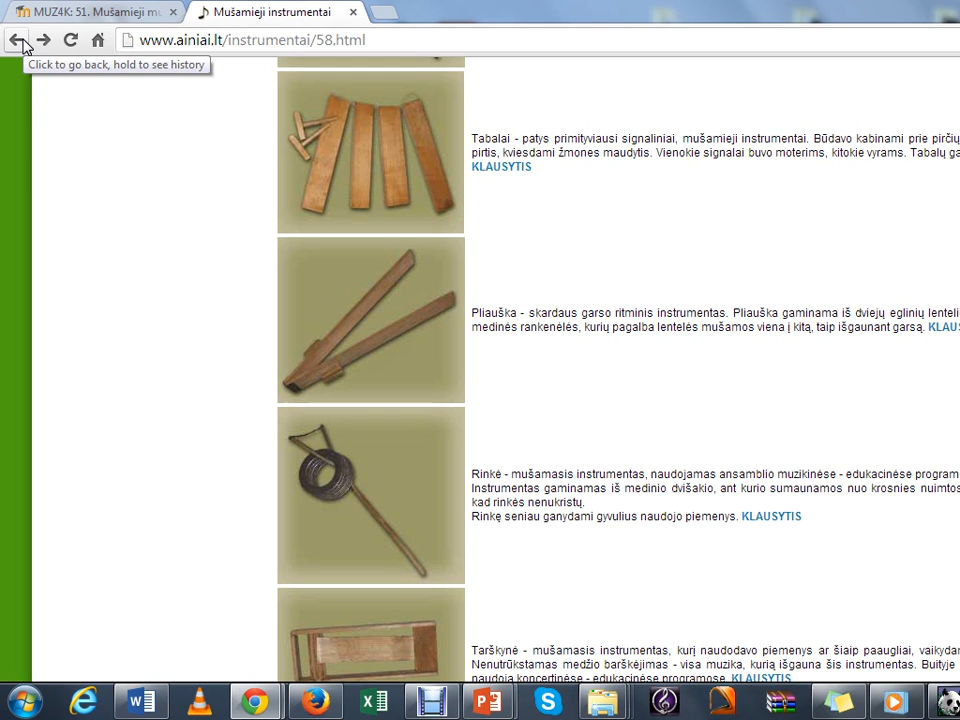 MUZ4K: 51. Mušamieji mu
Mušamieji instrumentai
www.ainiai.lt/instrumentai/58.html
Click to go back, hold to see history
Tabalai - patys primityviausi signaliniai, mušamieji instrumentai. Būdavo kabinami prie pirčių
pirtis, kviesdami žmones maudytis. Vienokie signalai buvo moterims, kitokie vyrams. Tabalų ga
KLAUSYTIS
Pliauška - skardaus garso ritminis instrumentas. Pliauška gaminama iš dviejų eglinių lenteli
medinės rankenėlės, kurių pagalba lentelės mušamos viena į kitą, taip išgaunant garsą. KLAUS
Rinkė - mušamasis instrumentas, naudojamas ansamblio muzikinėse - edukacinėse programo
Instrumentas gaminamas iš medinio dvišakio, ant kurio sumaunamos nuo krosnies nuimtos
kad rinkės nenukristų.
Rinkę seniau ganydami gyvulius naudojo piemenys. KLAUSYTIS
Tarškynė - mušamasis instrumentas, kurį naudodavo piemenys ar šiaip paaugliai, vaikydam
Nenutrūkstamas medžio barškėjimas - visa muzika, kurią išgauna šis instrumentas. Buityje
naudoja koncertinėse - edukacinėse programose. KLAUSYTIS